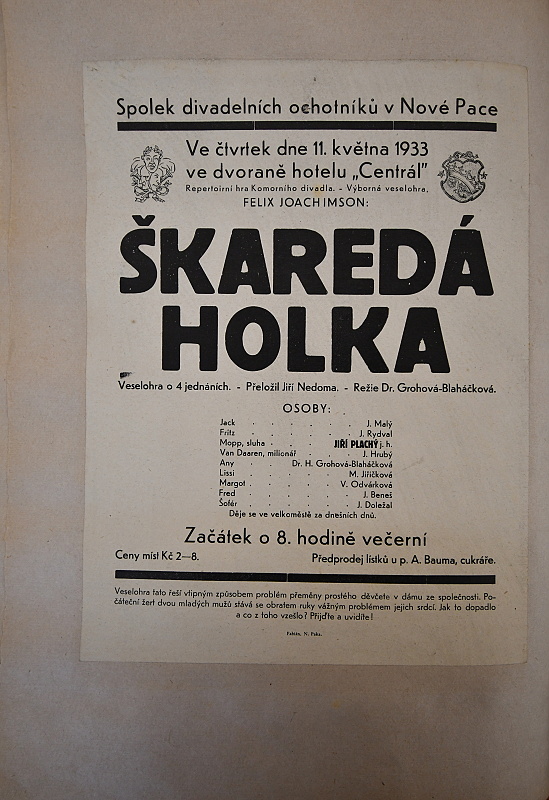 Spolek divadelních ochotníků v Nové Pace
Ve čtvrtek dne 11. května 1933
ve dvoraně hotelu „Centrál"
Repertoirní hra Komorního divadla. - Výborná veselohra.
FELIX JOACHIMSON:
ŠKAREDÁ
HOLKA
Veselohra o 4 jednáních. - Přeložil Jiří Nedoma. - Režie Dr. Grohová-Blaháčková.
OSOBY:
Jack . . . . . . J. Malý
Fritz . . . . . . J. Rydval
Mopp, sluha . . . . JIŘÍ PLACHÝ j. h.
Van Daaren, milionář . . . . J. Hrubý
Any . . . Dr. H. Grohová-Blaháčková
Lissi . . . . . M. Jiřičková
Margot . . . . . V. Odvárková
Fred . . . . . . J. Beneš
Šofér . . . . . . J. Doležal
Děje se ve velkoměstě za dnešních dnů.
Začátek o 8. hodině večerní
Ceny míst Kč 2—8. Předprodej lístků u p. A. Bauma, cukráře.
Veselohra tato řeší vtipným způsobem problém přeměny prostého děvčete v dámu ze společnosti. Po-
čáteční žert dvou mladých mužů stává se obratem ruky vážným problémem jejich srdcí. Jak to dopadlo
a co z toho vzešlo? Přijďte a uvidíte!
Fabián, N. Paka.